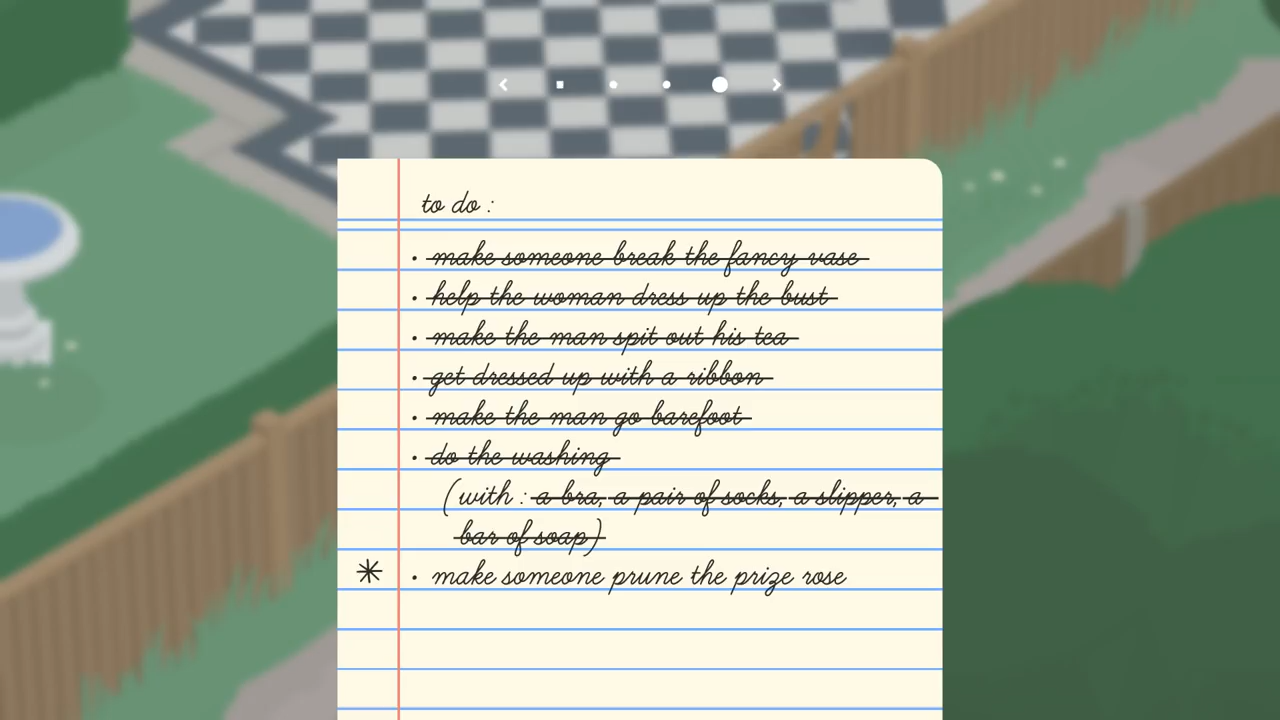 to do :
• make someone break the fancy vase
• help the woman dress up the bust
• make the man spit out his tea
• get dressed up with a ribbon
• make the man go barefoot
• do the washing
(with : a bra, a pair of socks, a slipper, a
bar of soap)
• make someone prune the prize rose